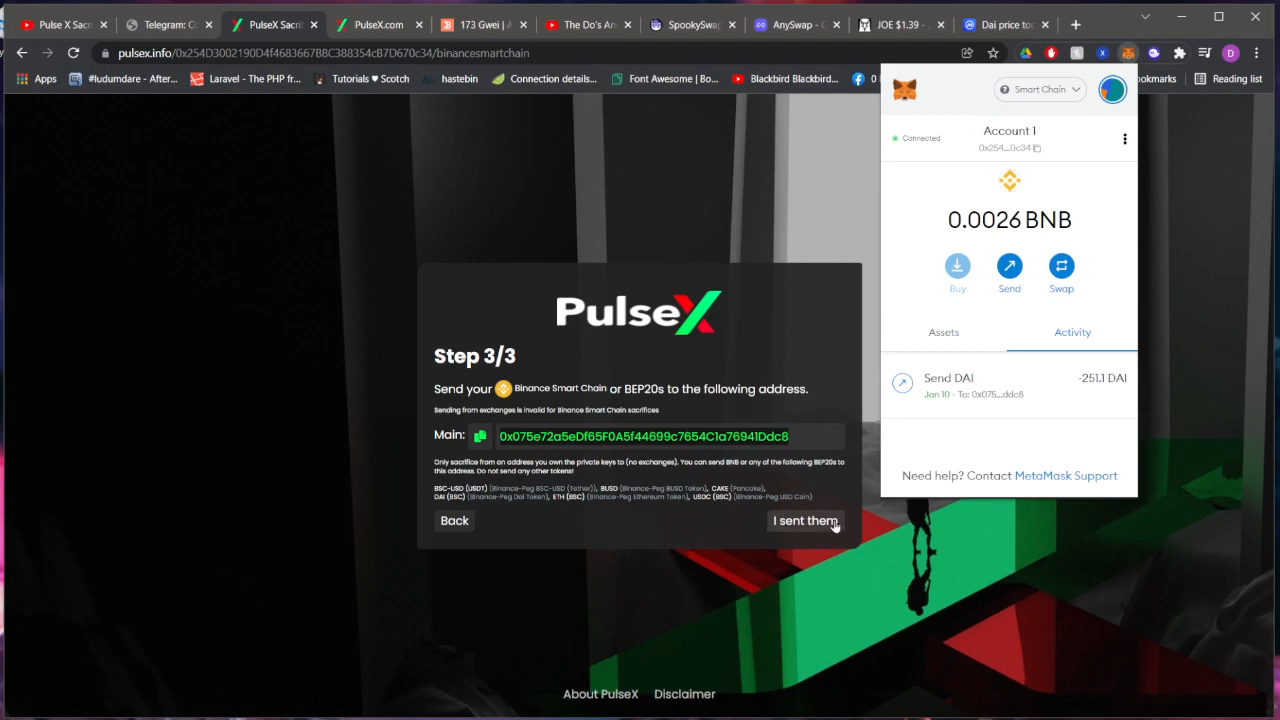 Pulse X Sacr
Telegram: Co
PulseX Sacrif
PulseX.com
173 Gwei | A
The Do's An
SpookySwap
AnySwap - C
JOE $1.39 -
Dai price to
pulsex.info/0x254D3002190D4f4683667B8C388354cB7D670c34/binancesmartchain
Apps
#ludumdare - After...
Laravel - The PHP fr...
Tutorials ♥ Scotch
hastebin
Connection details...
Font Awesome | Bo...
Blackbird Blackbird...
okmarks
Reading list
D
Smart Chain
Connected
Account 1
0x254...0c34
0.0026 BNB
Buy
Send
Swap
Assets
Activity
Send DAI
-251.1 DAI
Jan 10 · To: 0x075...ddc8
Need help? Contact MetaMask Support
PulseX
Step 3/3
Send your Binance Smart Chain or BEP20s to the following address.
Sending from exchanges is invalid for Binance Smart Chain sacrifices
Main: 0x075e72a5eDf65F0A5f44699c7654C1a76941Ddc8
Only sacrifice from an address you own the private keys to (no exchanges). You can send BNB or any of the following BEP20s to
this address. Do not send any other tokens!
BSC-USD (USDT) (Binance-Peg BSC-USD (Tether)), BUSD (Binance-Peg BUSD Token), CAKE (Pancake),
DAI (BSC) (Binance-Peg Dai Token), ETH (BSC) (Binance-Peg Ethereum Token), USDC (BSC) (Binance-Peg USD Coin)
Back
I sent them
About PulseX
Disclaimer